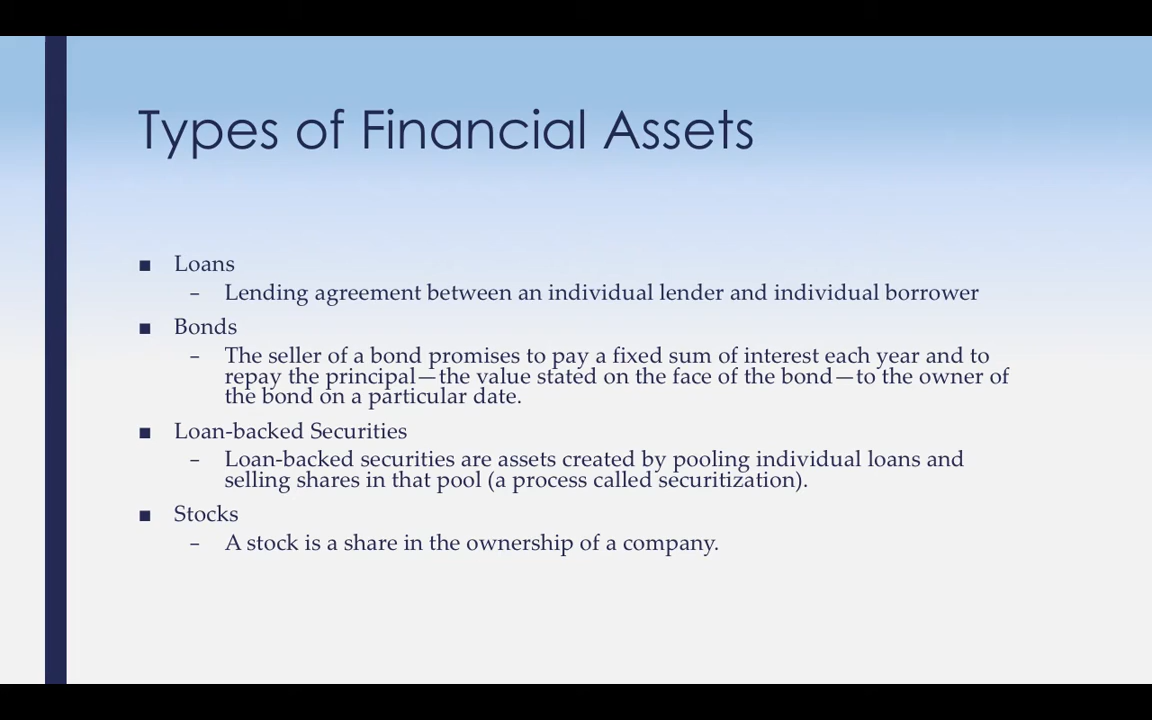 Types of Financial Assets
■ Loans
– Lending agreement between an individual lender and individual borrower
■ Bonds
– The seller of a bond promises to pay a fixed sum of interest each year and to
repay the principal—the value stated on the face of the bond—to the owner of
the bond on a particular date.
■ Loan-backed Securities
– Loan-backed securities are assets created by pooling individual loans and
selling shares in that pool (a process called securitization).
■ Stocks
– A stock is a share in the ownership of a company.